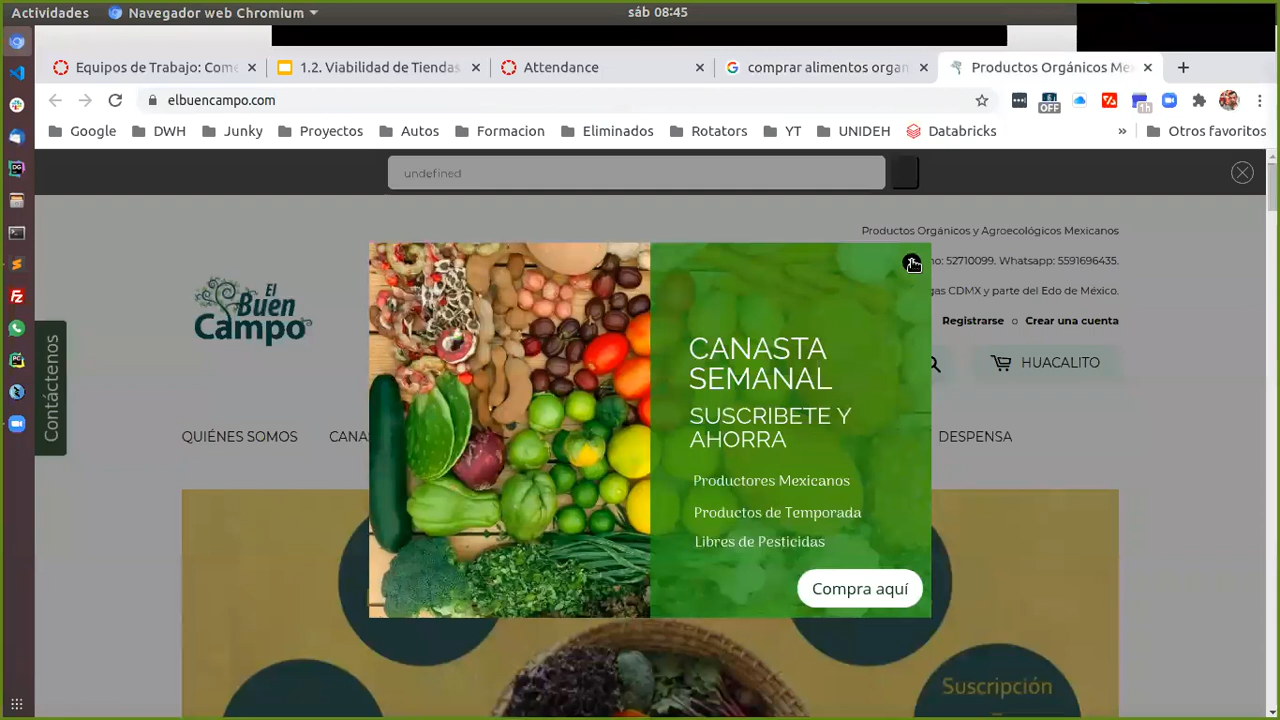 Actividades
Navegador web Chromium
sáb 08:45
Equipos de Trabajo: Com
1.2. Viabilidad de Tiendas
Attendance
comprar alimentos organ
Productos Orgánicos Mex
elbuencampo.com
OFF
1h
Google
DWH
Junky
Proyectos
Autos
Formacion
Eliminados
Rotators
YT
UNIDEH
Databricks
»
Otros favoritos
undefined
Productos Orgánicos y Agroecológicos Mexicanos
no: 52710099. Whatsapp: 5591696435.
gas CDMX y parte del Edo de México.
Registrarse o Crear una cuenta
HUACALITO
El
Buen
Campo
Contáctenos
QUIÉNES SOMOS
CANA
DESPENSA
CANASTA
SEMANAL
SUSCRIBETE Y
AHORRA
Productores Mexicanos
Productos de Temporada
Libres de Pesticidas
Compra aquí
Suscripción